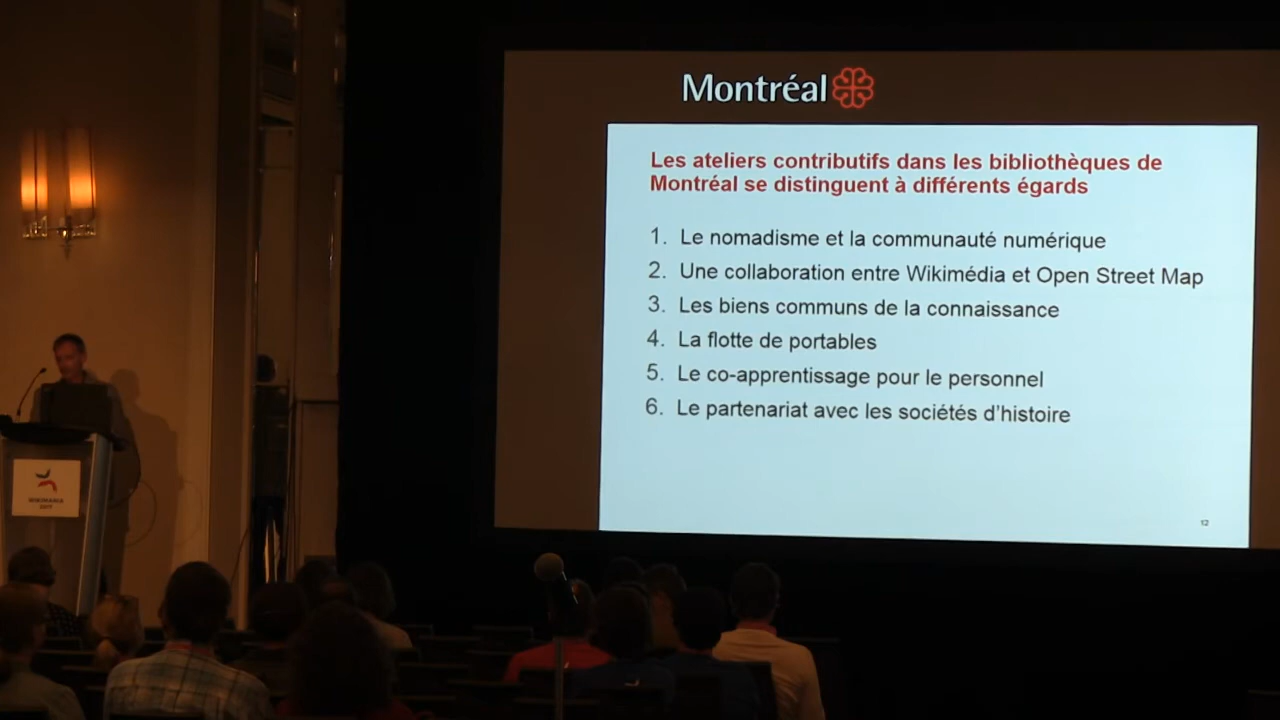 Montréal
Les ateliers contributifs dans les bibliothèques de
Montréal se distinguent à différents égards
1. Le nomadisme et la communauté numérique
2. Une collaboration entre Wikimédia et Open Street Map
3. Les biens communs de la connaissance
4. La flotte de portables
5. Le co-apprentissage pour le personnel
6. Le partenariat avec les sociétés d'histoire
12
WIKIMANIA
2017